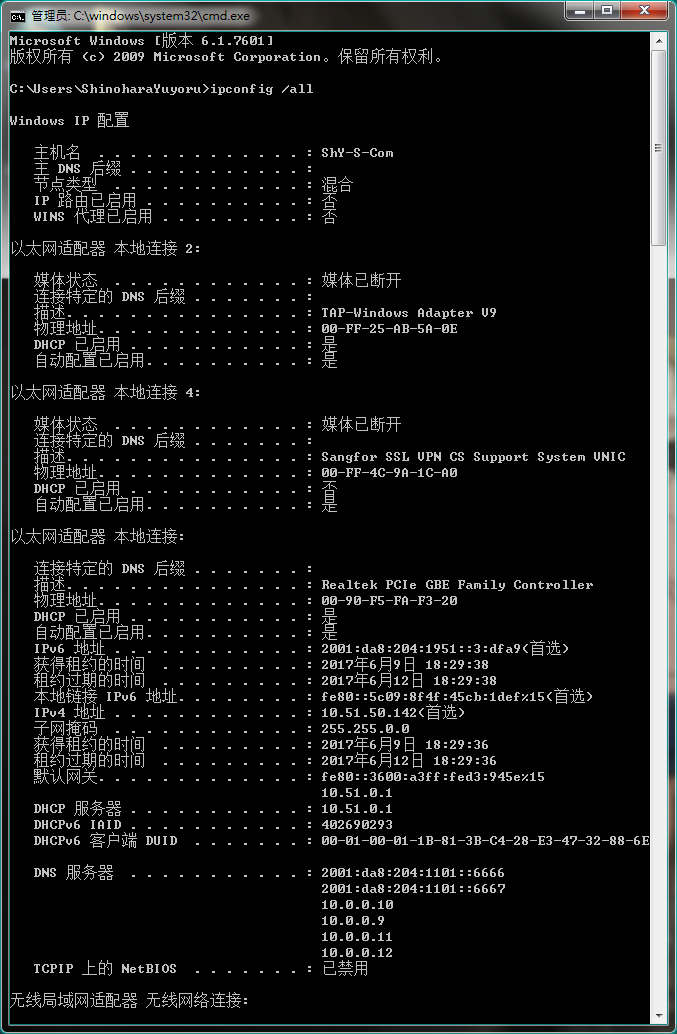 管理员: C:\windows\system32\cmd.exe
Microsoft Windows [版本 6.1.7601]
版权所有 (c) 2009 Microsoft Corporation。保留所有权利。
C:\Users\ShinoharaYuyoru>ipconfig /all
Windows IP 配置
主机名 . . . . . . . . . . . . . : ShY-S-Com
主 DNS 后缀 . . . . . . . . . . . :
节点类型 . . . . . . . . . . . . : 混合
IP 路由已启用 . . . . . . . . . . : 否
WINS 代理已启用 . . . . . . . . . : 否
以太网适配器 本地连接 2:
媒体状态 . . . . . . . . . . . . : 媒体已断开
连接特定的 DNS 后缀 . . . . . . . :
描述. . . . . . . . . . . . . . . : TAP-Windows Adapter V9
物理地址. . . . . . . . . . . . . : 00-FF-25-AB-5A-0E
DHCP 已启用 . . . . . . . . . . . : 是
自动配置已启用. . . . . . . . . . : 是
以太网适配器 本地连接 4:
媒体状态 . . . . . . . . . . . . : 媒体已断开
连接特定的 DNS 后缀 . . . . . . . :
描述. . . . . . . . . . . . . . . : Sangfor SSL VPN CS Support System VNIC
物理地址. . . . . . . . . . . . . : 00-FF-4C-9A-1C-A0
DHCP 已启用 . . . . . . . . . . . : 否
自动配置已启用. . . . . . . . . . : 是
以太网适配器 本地连接:
连接特定的 DNS 后缀 . . . . . . . :
描述. . . . . . . . . . . . . . . : Realtek PCIe GBE Family Controller
物理地址. . . . . . . . . . . . . : 00-90-F5-FA-F3-20
DHCP 已启用 . . . . . . . . . . . : 是
自动配置已启用. . . . . . . . . . : 是
IPv6 地址 . . . . . . . . . . . . : 2001:da8:204:1951::3:dfa9(首选)
获得租约的时间 . . . . . . . . . : 2017年6月9日 18:29:38
租约过期的时间 . . . . . . . . . : 2017年6月12日 18:29:38
本地链接 IPv6 地址. . . . . . . . : fe80::5c09:8f4f:45cb:1def%15(首选)
IPv4 地址 . . . . . . . . . . . . : 10.51.50.142(首选)
子网掩码 . . . . . . . . . . . . : 255.255.0.0
获得租约的时间 . . . . . . . . . : 2017年6月9日 18:29:36
租约过期的时间 . . . . . . . . . : 2017年6月12日 18:29:36
默认网关. . . . . . . . . . . . . : fe80::3600:a3ff:fed3:945e%15
10.51.0.1
DHCP 服务器 . . . . . . . . . . . : 10.51.0.1
DHCPv6 IAID . . . . . . . . . . . : 402690293
DHCPv6 客户端 DUID . . . . . . . : 00-01-00-01-1B-81-3B-C4-28-E3-47-32-88-6E
DNS 服务器 . . . . . . . . . . . : 2001:da8:204:1101::6666
2001:da8:204:1101::6667
10.0.0.10
10.0.0.9
10.0.0.11
10.0.0.12
TCPIP 上的 NetBIOS . . . . . . . : 已禁用
无线局域网适配器 无线网络连接: